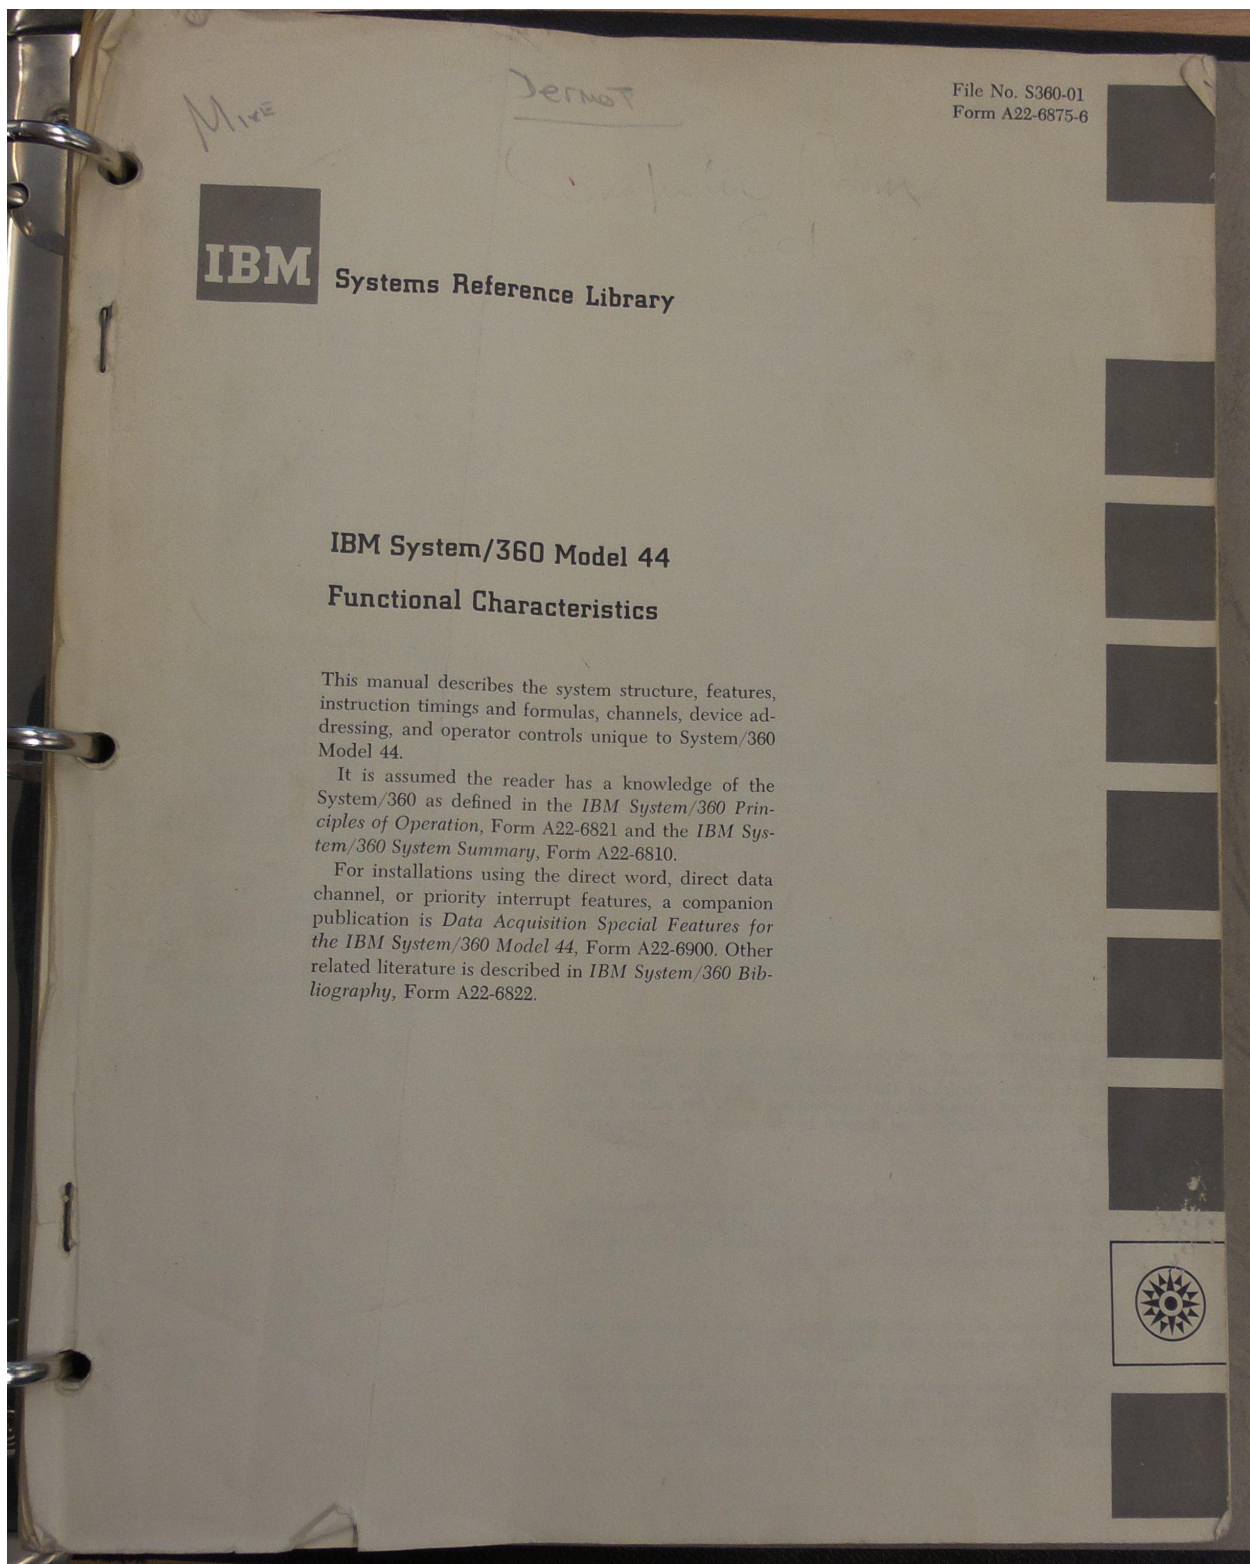 Mike
Dermot
File No. S360-01
Form A22-6875-6
IBM
Systems Reference Library
IBM System/360 Model 44
Functional Characteristics
This manual describes the system structure, features,
instruction timings and formulas, channels, device ad-
dressing, and operator controls unique to System/360
Model 44.
It is assumed the reader has a knowledge of the
System/360 as defined in the IBM System/360 Prin-
ciples of Operation, Form A22-6821 and the IBM Sys-
tem/360 System Summary, Form A22-6810.
For installations using the direct word, direct data
channel, or priority interrupt features, a companion
publication is Data Acquisition Special Features for
the IBM System/360 Model 44, Form A22-6900. Other
related literature is described in IBM System/360 Bib-
liography, Form A22-6822.